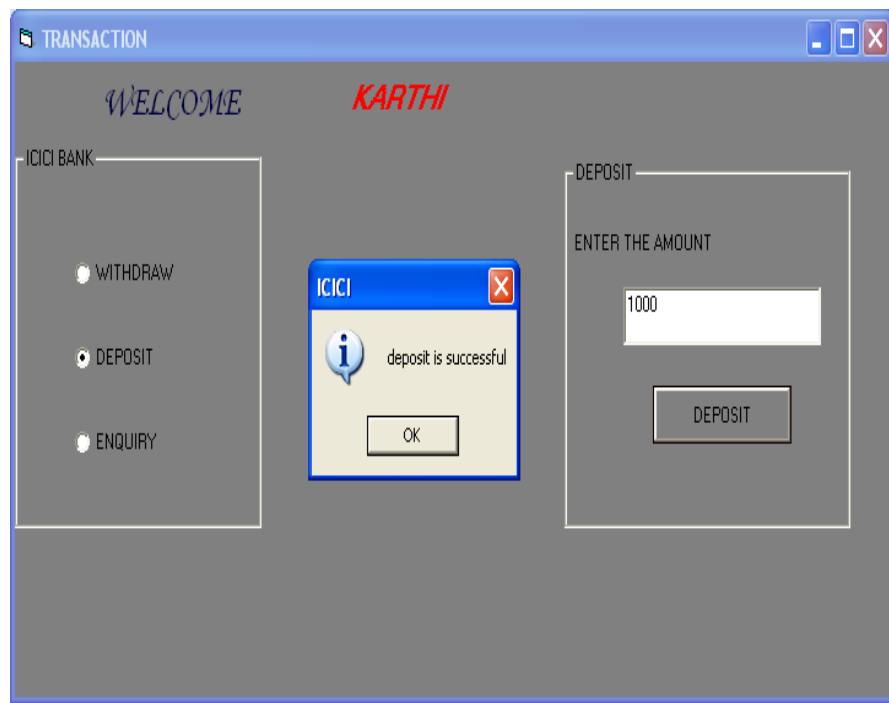 TRANSACTION
WELCOME KARTHI
ICICI BANK
WITHDRAW
DEPOSIT
ENQUIRY
ICICI
deposit is successful
OK
DEPOSIT
ENTER THE AMOUNT
1000
DEPOSIT